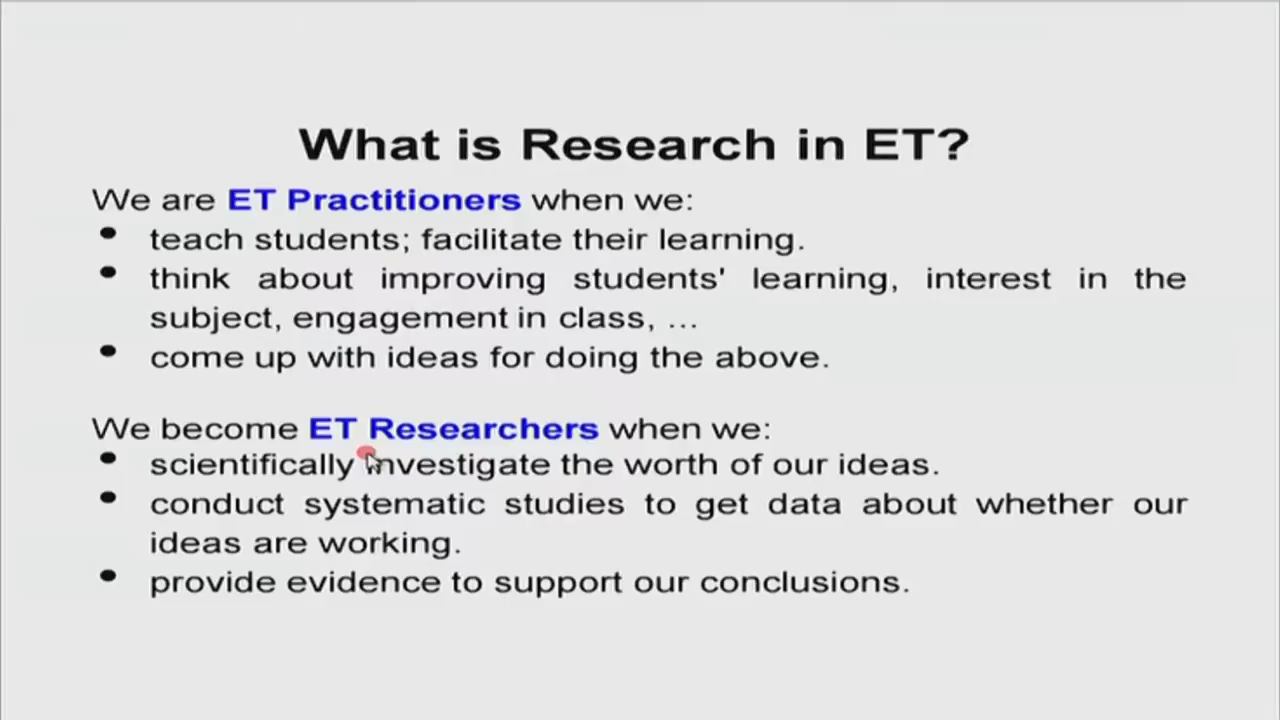 What is Research in ET?
We are ET Practitioners when we:
• teach students; facilitate their learning.
• think about improving students' learning, interest in the
subject, engagement in class, ...
• come up with ideas for doing the above.
We become ET Researchers when we:
• scientifically investigate the worth of our ideas.
• conduct systematic studies to get data about whether our
ideas are working.
• provide evidence to support our conclusions.